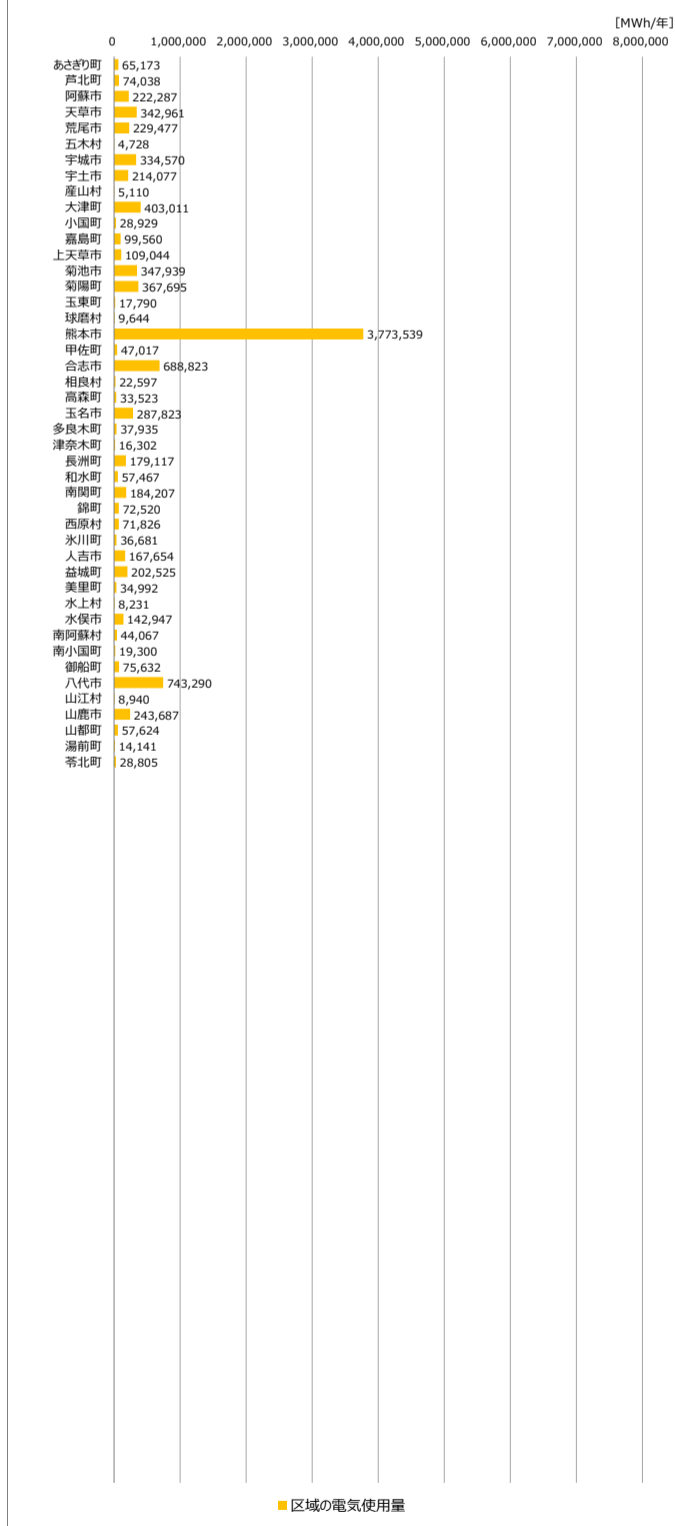 [MWh/年]
0 1,000,000 2,000,000 3,000,000 4,000,000 5,000,000 6,000,000 7,000,000 8,000,000
あさぎり町 65,173
芦北町 74,038
阿蘇市 222,287
天草市 342,961
荒尾市 229,477
五木村 4,728
宇城市 334,570
宇土市 214,077
産山村 5,110
大津町 403,011
小国町 28,929
嘉島町 99,560
上天草市 109,044
菊池市 347,939
菊陽町 367,695
玉東町 17,790
球磨村 9,644
熊本市 3,773,539
甲佐町 47,017
合志市 688,823
相良村 22,597
高森町 33,523
玉名市 287,823
多良木町 37,935
津奈木町 16,302
長洲町 179,117
和水町 57,467
南関町 184,207
錦町 72,520
西原村 71,826
氷川町 36,681
人吉市 167,654
益城町 202,525
美里町 34,992
水上村 8,231
水俣市 142,947
南阿蘇村 44,067
南小国町 19,300
御船町 75,632
八代市 743,290
山江村 8,940
山鹿市 243,687
山都町 57,624
湯前町 14,141
苓北町 28,805
区域の電気使用量